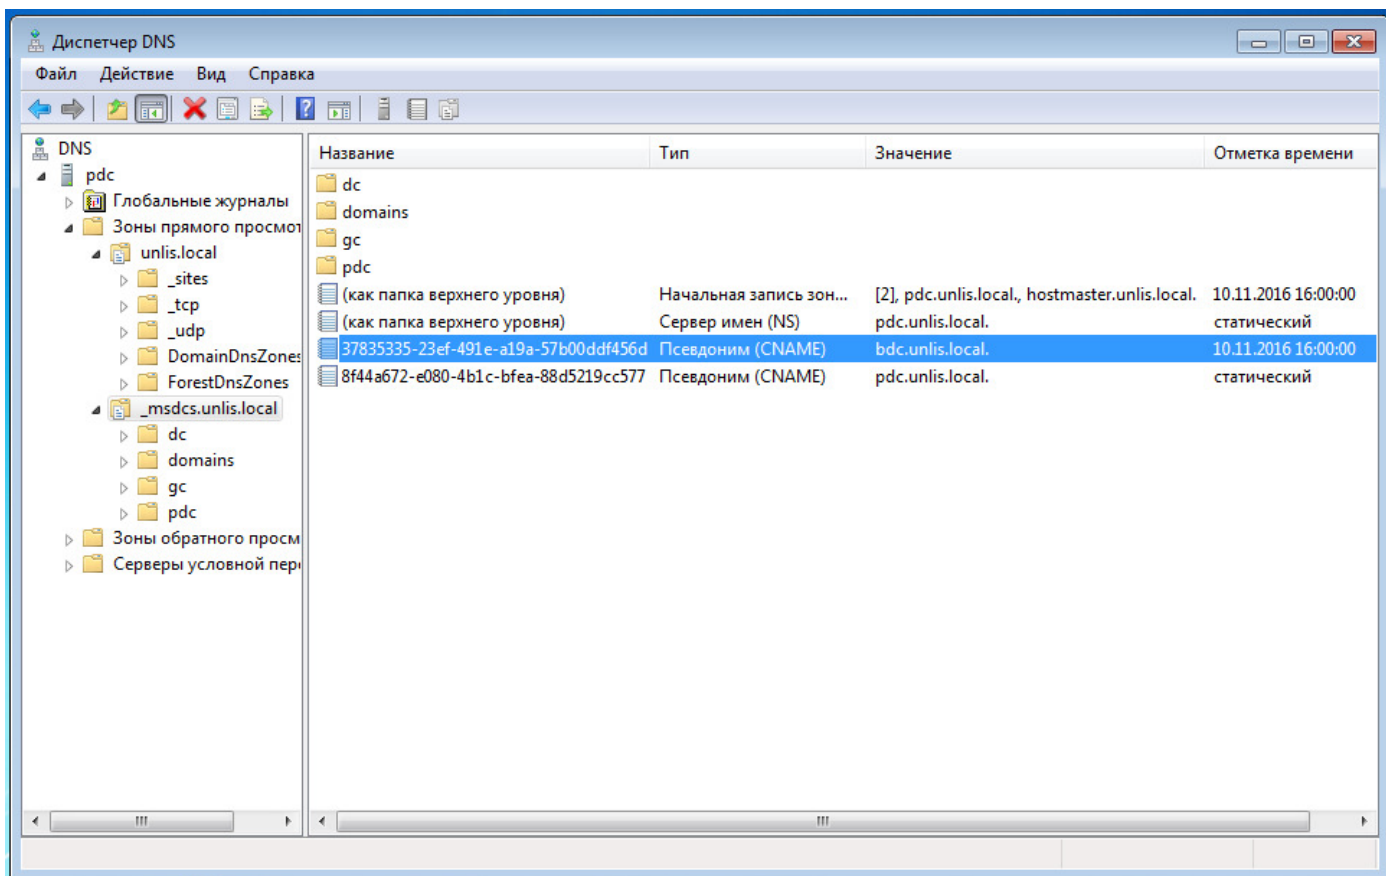 Диспетчер DNS
Файл Действие Вид Справка
DNS
pdc
Глобальные журналы
Зоны прямого просмот
unlis.local
_sites
_tcp
_udp
DomainDnsZones
ForestDnsZones
_msdcs.unlis.local
dc
domains
gc
pdc
Зоны обратного просм
Серверы условной пер
Название Тип Значение Отметка времени
dc
domains
gc
pdc
(как папка верхнего уровня) Начальная запись зон... [2], pdc.unlis.local., hostmaster.unlis.local. 10.11.2016 16:00:00
(как папка верхнего уровня) Сервер имен (NS) pdc.unlis.local. статический
37835335-23ef-491e-a19a-57b00ddf456d Псевдоним (CNAME) bdc.unlis.local. 10.11.2016 16:00:00
8f44a672-e080-4b1c-bfea-88d5219cc577 Псевдоним (CNAME) pdc.unlis.local. статический